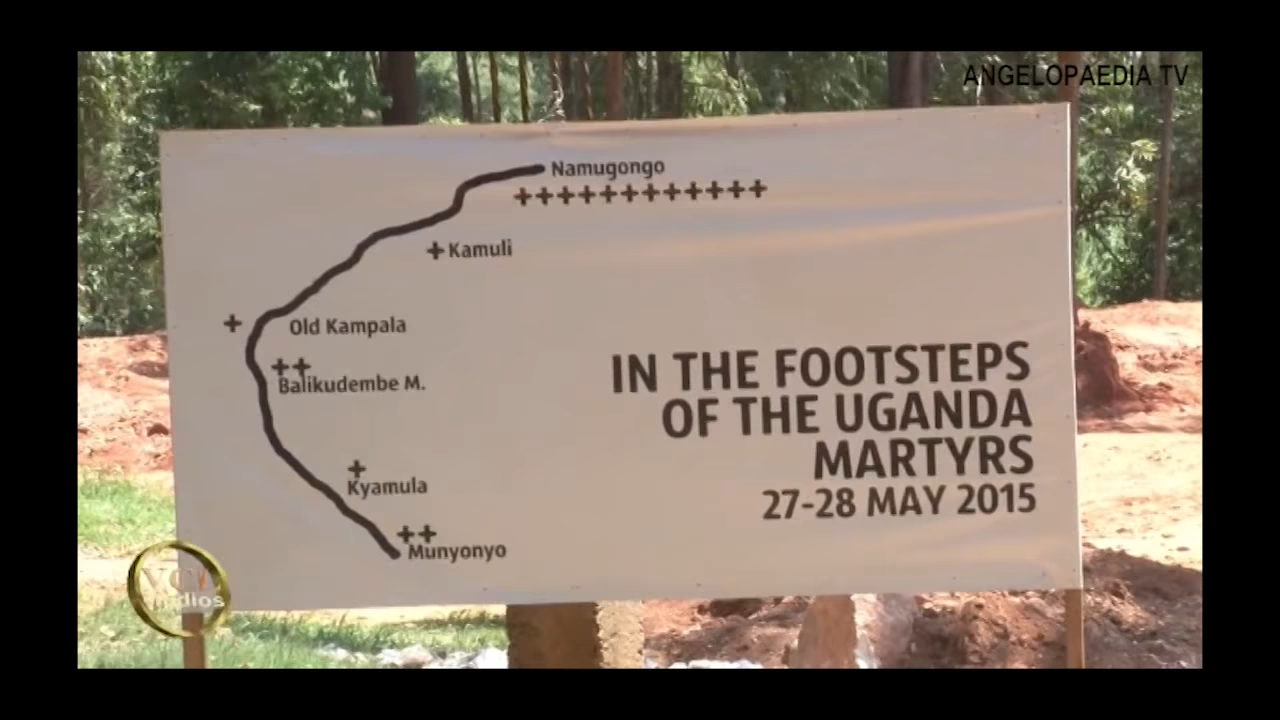 ANGELOPAEDIA TV
Namugongo
Kamuli
Old Kampala
Balikudembe M.
Kyamula
Munyonyo
IN THE FOOTSTEPS
OF THE UGANDA
MARTYRS
27-28 MAY 2015